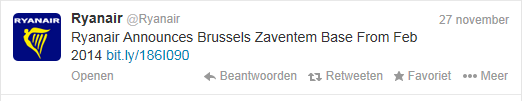 RYANAIR
Ryanair @Ryanair 27 november
Ryanair Announces Brussels Zaventem Base From Feb
2014 bit.ly/186I090
Openen Beantwoorden Retweeten Favoriet Meer